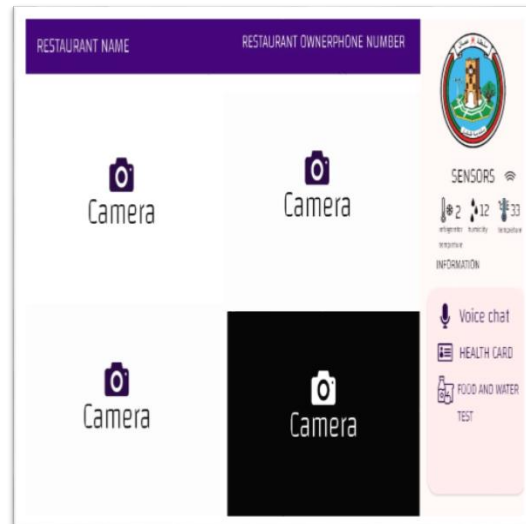 RESTAURANT NAME
RESTAURANT OWNERPHONE NUMBER
Camera
Camera
SENSORS
2 12 33
humidity
INFORMATION
Voice chat
HEALTH CARD
FOOD AND WATER
TEST
Camera
Camera